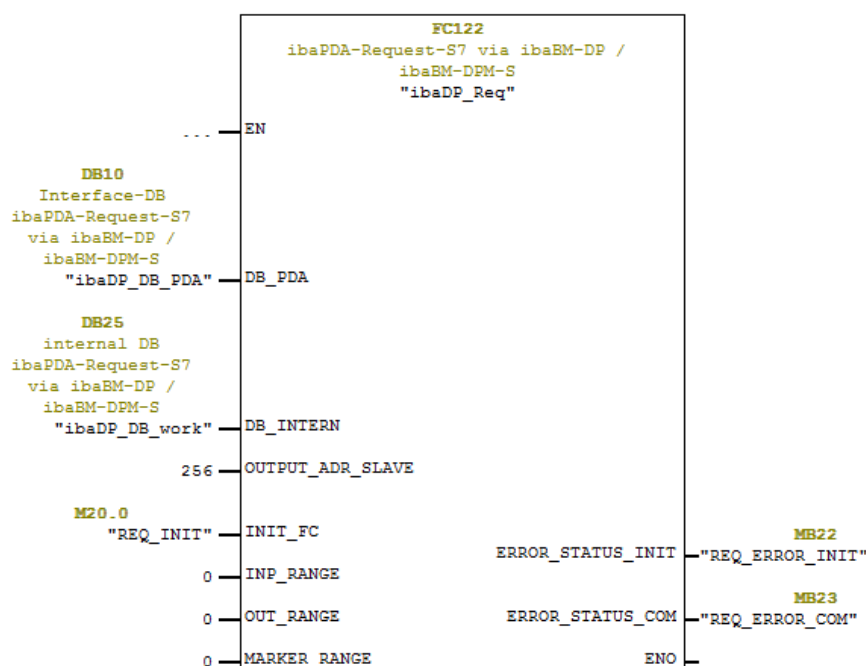 FC122
ibaPDA-Request-S7 via ibaBM-DP /
ibaBM-DPM-S
"ibaDP_Req"
... EN
DB10
Interface-DB
ibaPDA-Request-S7
via ibaBM-DP /
ibaBM-DPM-S
"ibaDP_DB_PDA" DB_PDA
DB25
internal DB
ibaPDA-Request-S7
via ibaBM-DP /
ibaBM-DPM-S
"ibaDP_DB_work" DB_INTERN
256 OUTPUT_ADR_SLAVE
M20.0
"REQ_INIT" INIT_FC
MB22
ERROR_STATUS_INIT "REQ_ERROR_INIT"
0 INP_RANGE
MB23
0 OUT_RANGE ERROR_STATUS_COM "REQ_ERROR_COM"
0 MARKER_RANGE ENO